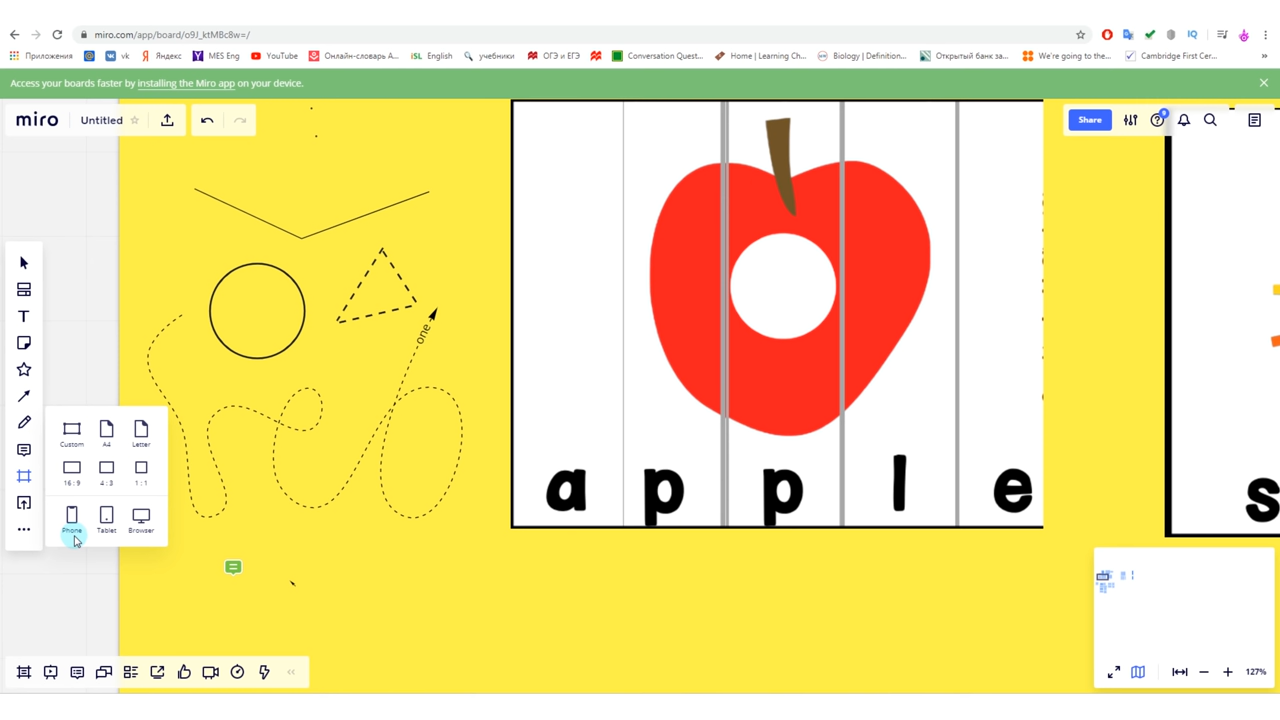 miro.com/app/board/o9J_ktMBc8w=/
Приложения vk Яндекс MES Eng YouTube Онлайн-словарь A... English учебники ОГЭ и ЕГЭ Conversation Quest... Home | Learning Ch... Biology | Definition... Открытый банк за... We're going to the... Cambridge First Cer... »
Access your boards faster by installing the Miro app on your device.
miro Untitled Share
T
one
Custom A4 Letter
16 : 9 4 : 3 1 : 1
Phone Tablet Browser
a p p l e
s
127%